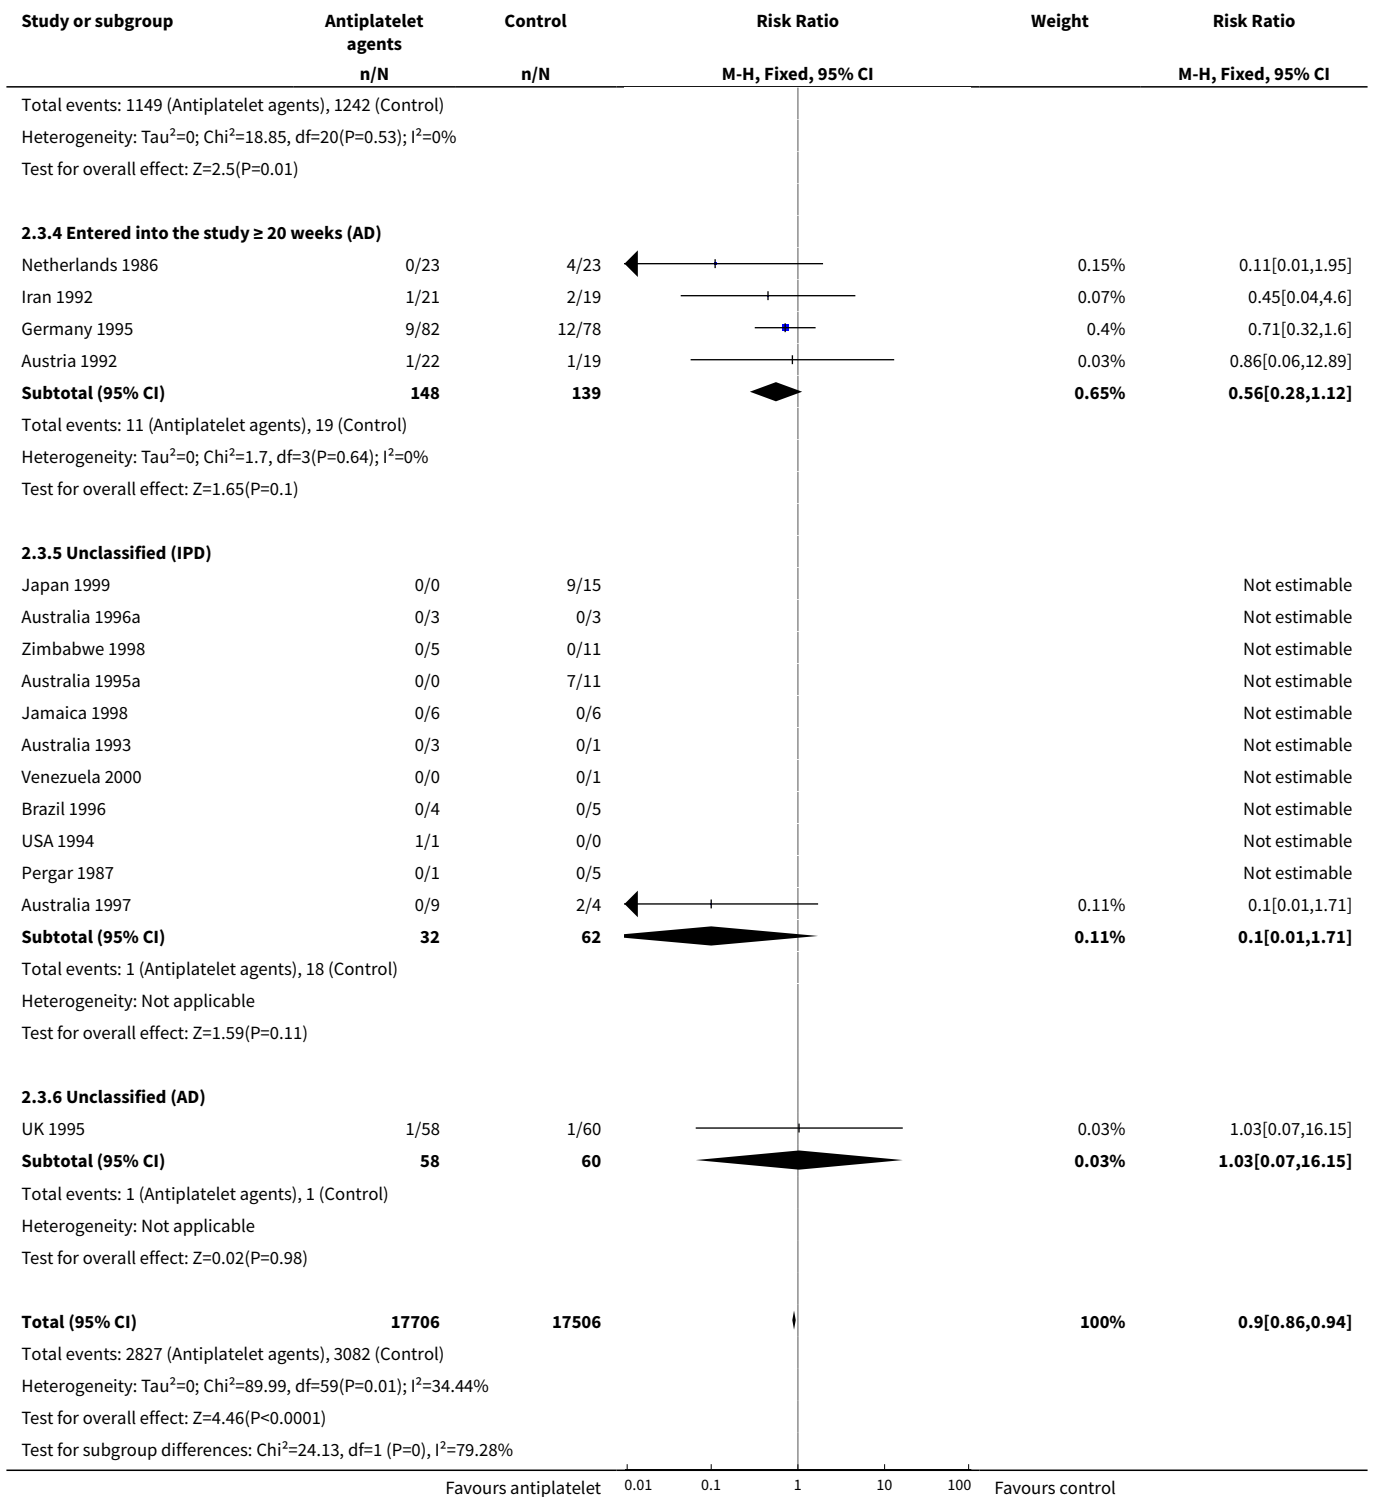 Study or subgroup Antiplatelet agents Control Risk Ratio Weight Risk Ratio
n/N n/N M-H, Fixed, 95% CI M-H, Fixed, 95% CI
Total events: 1149 (Antiplatelet agents), 1242 (Control)
Heterogeneity: Tau²=0; Chi²=18.85, df=20(P=0.53); I²=0%
Test for overall effect: Z=2.5(P=0.01)
2.3.4 Entered into the study ≥ 20 weeks (AD)
Netherlands 1986 0/23 4/23 0.15% 0.11[0.01,1.95]
Iran 1992 1/21 2/19 0.07% 0.45[0.04,4.6]
Germany 1995 9/82 12/78 0.4% 0.71[0.32,1.6]
Austria 1992 1/22 1/19 0.03% 0.86[0.06,12.89]
Subtotal (95% CI) 148 139 0.65% 0.56[0.28,1.12]
Total events: 11 (Antiplatelet agents), 19 (Control)
Heterogeneity: Tau²=0; Chi²=1.7, df=3(P=0.64); I²=0%
Test for overall effect: Z=1.65(P=0.1)
2.3.5 Unclassified (IPD)
Japan 1999 0/0 9/15 Not estimable
Australia 1996a 0/3 0/3 Not estimable
Zimbabwe 1998 0/5 0/11 Not estimable
Australia 1995a 0/0 7/11 Not estimable
Jamaica 1998 0/6 0/6 Not estimable
Australia 1993 0/3 0/1 Not estimable
Venezuela 2000 0/0 0/1 Not estimable
Brazil 1996 0/4 0/5 Not estimable
USA 1994 1/1 0/0 Not estimable
Pergar 1987 0/1 0/5 Not estimable
Australia 1997 0/9 2/4 0.11% 0.1[0.01,1.71]
Subtotal (95% CI) 32 62 0.11% 0.1[0.01,1.71]
Total events: 1 (Antiplatelet agents), 18 (Control)
Heterogeneity: Not applicable
Test for overall effect: Z=1.59(P=0.11)
2.3.6 Unclassified (AD)
UK 1995 1/58 1/60 0.03% 1.03[0.07,16.15]
Subtotal (95% CI) 58 60 0.03% 1.03[0.07,16.15]
Total events: 1 (Antiplatelet agents), 1 (Control)
Heterogeneity: Not applicable
Test for overall effect: Z=0.02(P=0.98)
Total (95% CI) 17706 17506 100% 0.9[0.86,0.94]
Total events: 2827 (Antiplatelet agents), 3082 (Control)
Heterogeneity: Tau²=0; Chi²=89.99, df=59(P=0.01); I²=34.44%
Test for overall effect: Z=4.46(P<0.0001)
Test for subgroup differences: Chi²=24.13, df=1 (P=0), I²=79.28%
Favours antiplatelet 0.01 0.1 1 10 100 Favours control